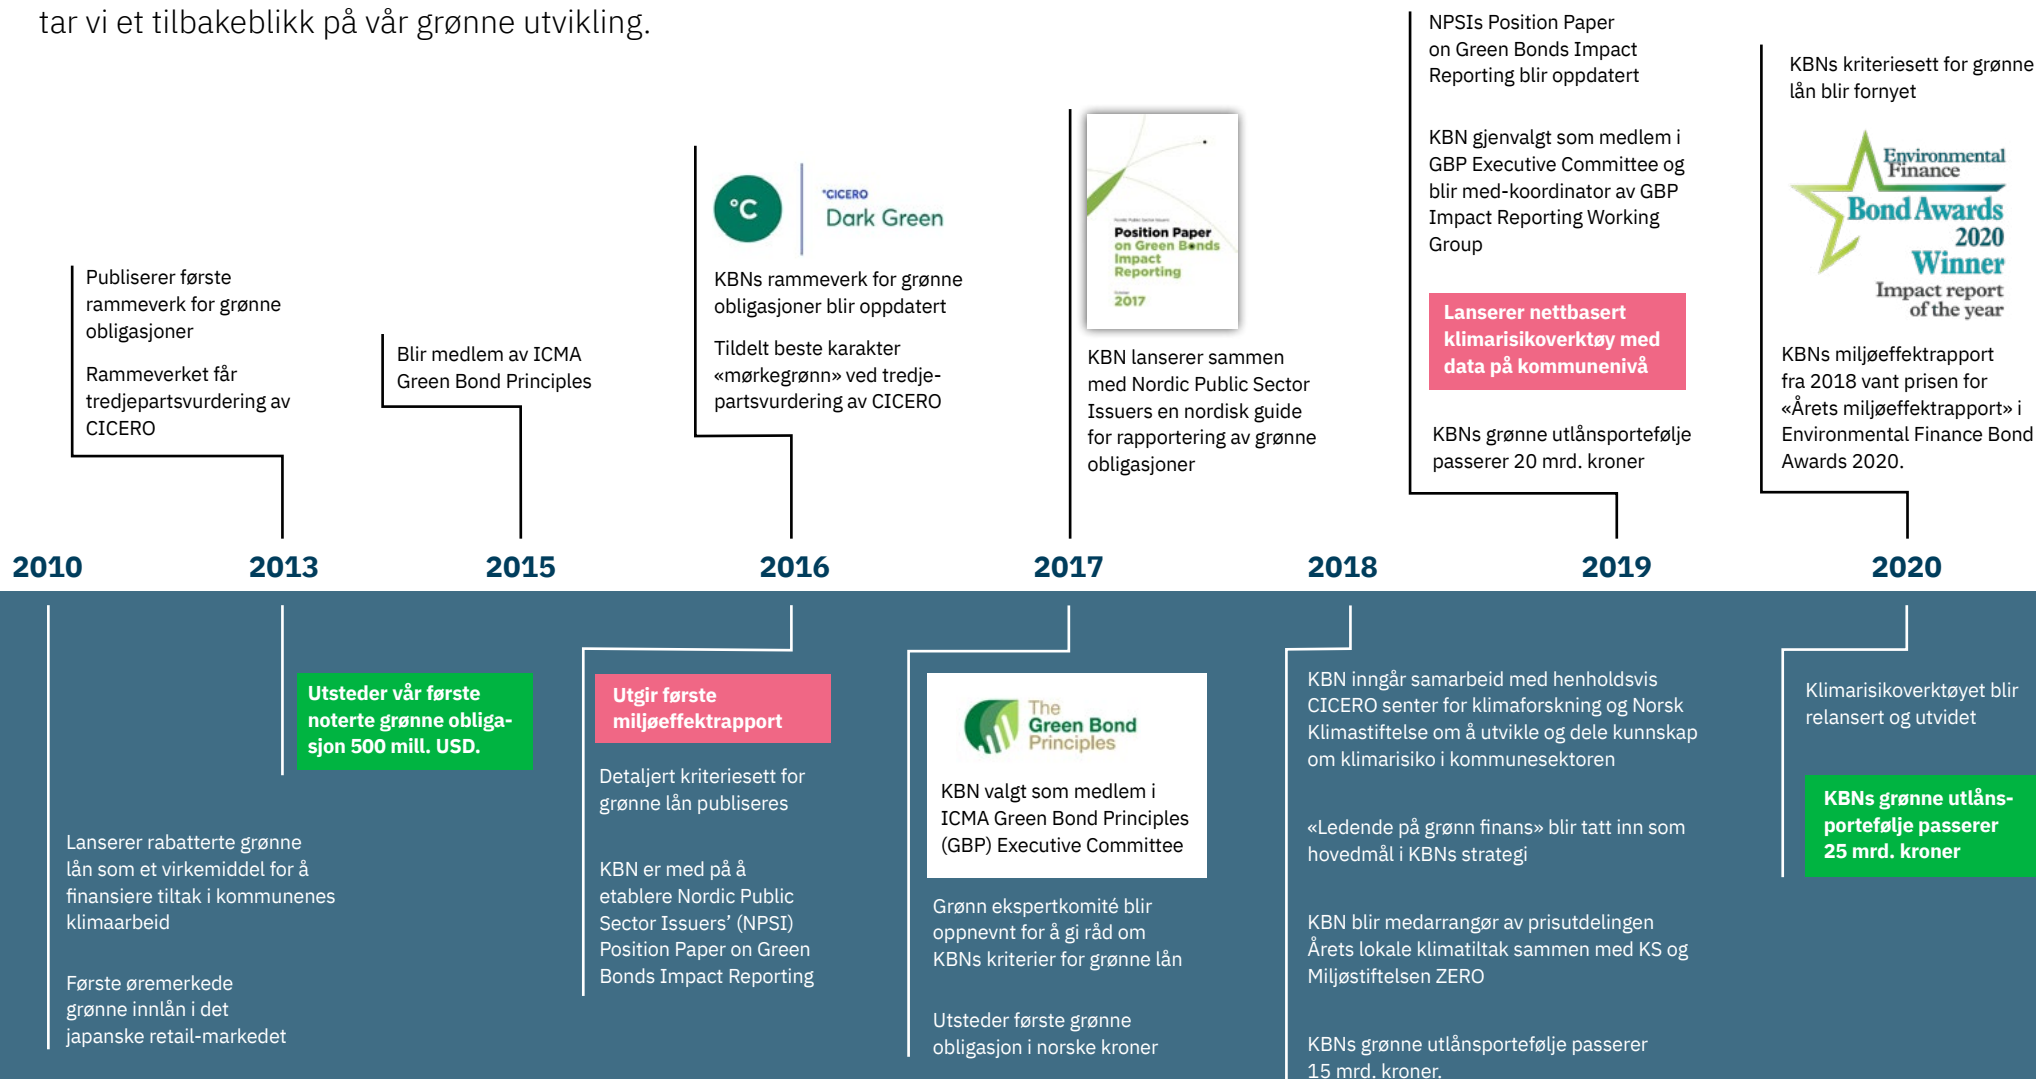 tar vi et tilbakeblikk på vår grønne utvikling.
Publiserer første
rammeverk for grønne
obligasjoner
Rammeverket får
tredjepartsvurdering av
CICERO
Blir medlem av ICMA
Green Bond Principles
°C
°CICERO
Dark Green
KBNs rammeverk for grønne
obligasjoner blir oppdatert
Tildelt beste karakter
«mørkegrønn» ved tredje-
partsvurdering av CICERO
Nordic Public Sector Issuers
Position Paper
on Green Bonds
Impact
Reporting
2017
KBN lanserer sammen
med Nordic Public Sector
Issuers en nordisk guide
for rapportering av grønne
obligasjoner
NPSIs Position Paper
on Green Bonds Impact
Reporting blir oppdatert
KBN gjenvalgt som medlem i
GBP Executive Committee og
blir med-koordinator av GBP
Impact Reporting Working
Group
Lanserer nettbasert
klimarisikoverktøy med
data på kommunenivå
KBNs grønne utlånsportefølje
passerer 20 mrd. kroner
KBNs kriteriesett for grønne
lån blir fornyet
Environmental
Finance
Bond Awards
2020
Winner
Impact report
of the year
KBNs miljøeffektrapport
fra 2018 vant prisen for
«Årets miljøeffektrapport» i
Environmental Finance Bond
Awards 2020.
2010
2013
2015
2016
2017
2018
2019
2020
Lanserer rabatterte grønne
lån som et virkemiddel for å
finansiere tiltak i kommunenes
klimaarbeid
Første øremerkede
grønne innlån i det
japanske retail-markedet
Utsteder vår første
noterte grønne obliga-
sjon 500 mill. USD.
Utgir første
miljøeffektrapport
Detaljert kriteriesett for
grønne lån publiseres
KBN er med på å
etablere Nordic Public
Sector Issuers’ (NPSI)
Position Paper on Green
Bonds Impact Reporting
The
Green Bond
Principles
KBN valgt som medlem i
ICMA Green Bond Principles
(GBP) Executive Committee
Grønn ekspertkomité blir
oppnevnt for å gi råd om
KBNs kriterier for grønne lån
Utsteder første grønne
obligasjon i norske kroner
KBN inngår samarbeid med henholdsvis
CICERO senter for klimaforskning og Norsk
Klimastiftelse om å utvikle og dele kunnskap
om klimarisiko i kommunesektoren
«Ledende på grønn finans» blir tatt inn som
hovedmål i KBNs strategi
KBN blir medarrangør av prisutdelingen
Årets lokale klimatiltak sammen med KS og
Miljøstiftelsen ZERO
KBNs grønne utlånsportefølje passerer
15 mrd. kroner.
Klimarisikoverktøyet blir
relansert og utvidet
KBNs grønne utlåns-
portefølje passerer
25 mrd. kroner